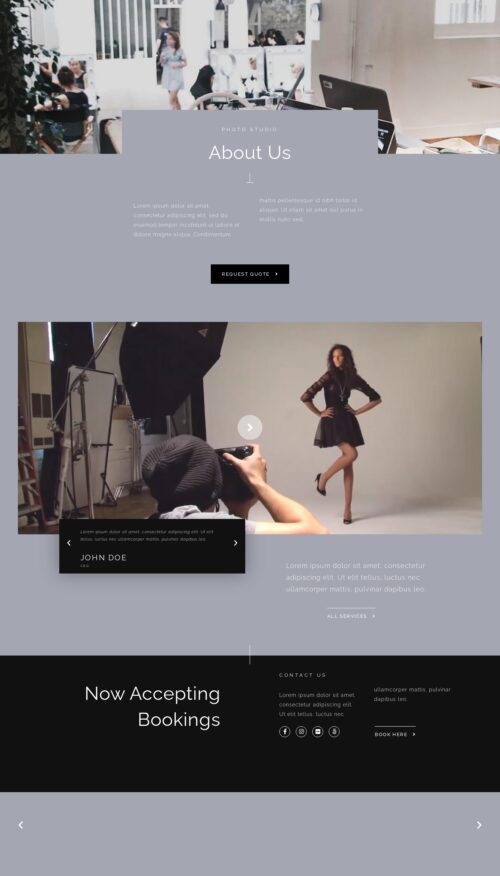 PHOTO STUDIO
About Us
Lorem ipsum dolor sit amet,
consectetur adipiscing elit, sed do
eiusmod tempor incididunt ut labore et
dolore magna aliqua. Condimentum
mattis pellentesque id nibh tortor id
aliquet. Ut etiam sit amet nisl purus in
mollis nunc sed.
REQUEST QUOTE
Lorem ipsum dolor sit amet, consectetur adipiscing elit. Ut elit
tellus, luctus nec ullamcorper mattis, pulvinar dapibus leo.
JOHN DOE
CEO
Lorem ipsum dolor sit amet, consectetur
adipiscing elit. Ut elit tellus, luctus nec
ullamcorper mattis, pulvinar dapibus leo.
ALL SERVICES
Now Accepting
Bookings
CONTACT US
Lorem ipsum dolor sit amet,
consectetur adipiscing elit.
Ut elit tellus, luctus nec
ullamcorper mattis, pulvinar
dapibus leo.
BOOK HERE